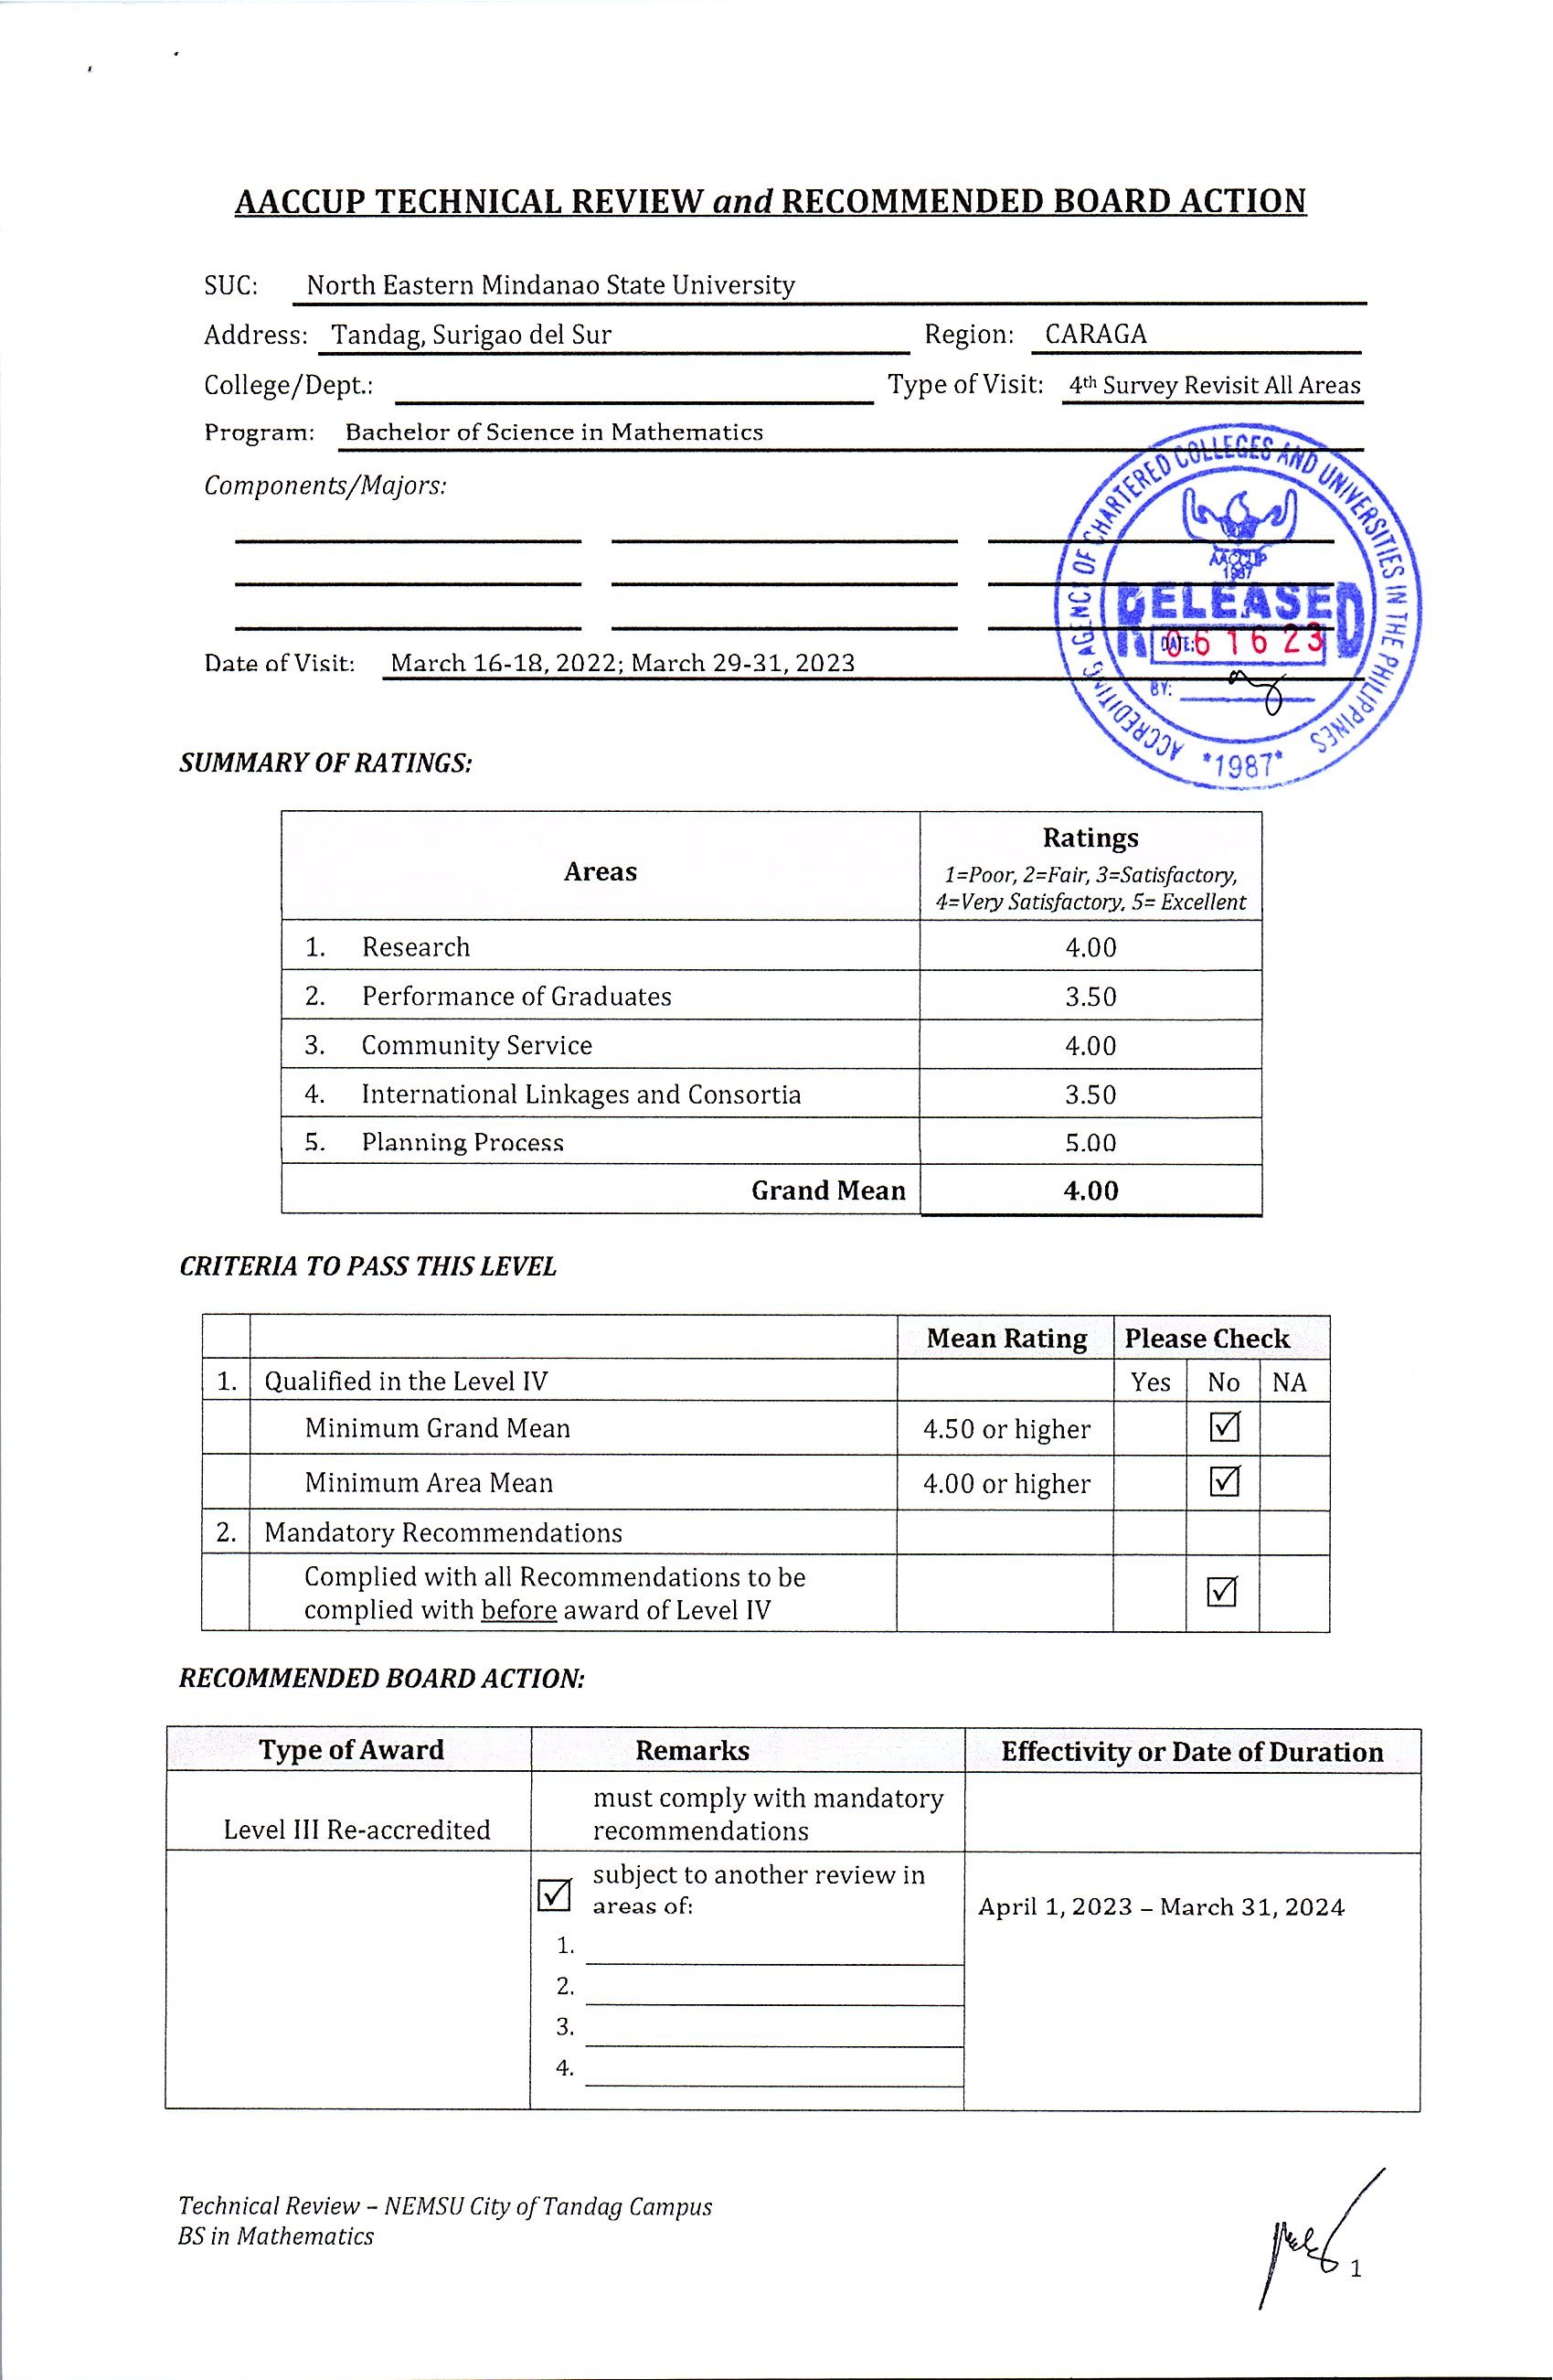 AACCUP TECHNICAL REVIEW and RECOMMENDED BOARD ACTION
SUC: North Eastern Mindanao State University
Address: Tandag, Surigao del Sur Region: CARAGA
College/Dept.: Type of Visit: 4th Survey Revisit All Areas
Program: Bachelor of Science in Mathematics
Components/Majors:
ACCREDITING AGENCY OF CHARTERED COLLEGES AND UNIVERSITIES IN THE PHILIPPINES
*1987*
AACCUP
1987
RELEASED
DATE: 06 16 23
BY:
Date of Visit: March 16-18, 2022; March 29-31, 2023
SUMMARY OF RATINGS:
Areas Ratings
1=Poor, 2=Fair, 3=Satisfactory,
4=Very Satisfactory, 5= Excellent
1. Research 4.00
2. Performance of Graduates 3.50
3. Community Service 4.00
4. International Linkages and Consortia 3.50
5. Planning Process 5.00
Grand Mean 4.00
CRITERIA TO PASS THIS LEVEL
Mean Rating Please Check
1. Qualified in the Level IV Yes No NA
Minimum Grand Mean 4.50 or higher ☑
Minimum Area Mean 4.00 or higher ☑
2. Mandatory Recommendations
Complied with all Recommendations to be
complied with before award of Level IV ☑
RECOMMENDED BOARD ACTION:
Type of Award Remarks Effectivity or Date of Duration
Level III Re-accredited must comply with mandatory
recommendations
☑ subject to another review in
areas of:
April 1, 2023 – March 31, 2024
1.
2.
3.
4.
Technical Review – NEMSU City of Tandag Campus
BS in Mathematics
1